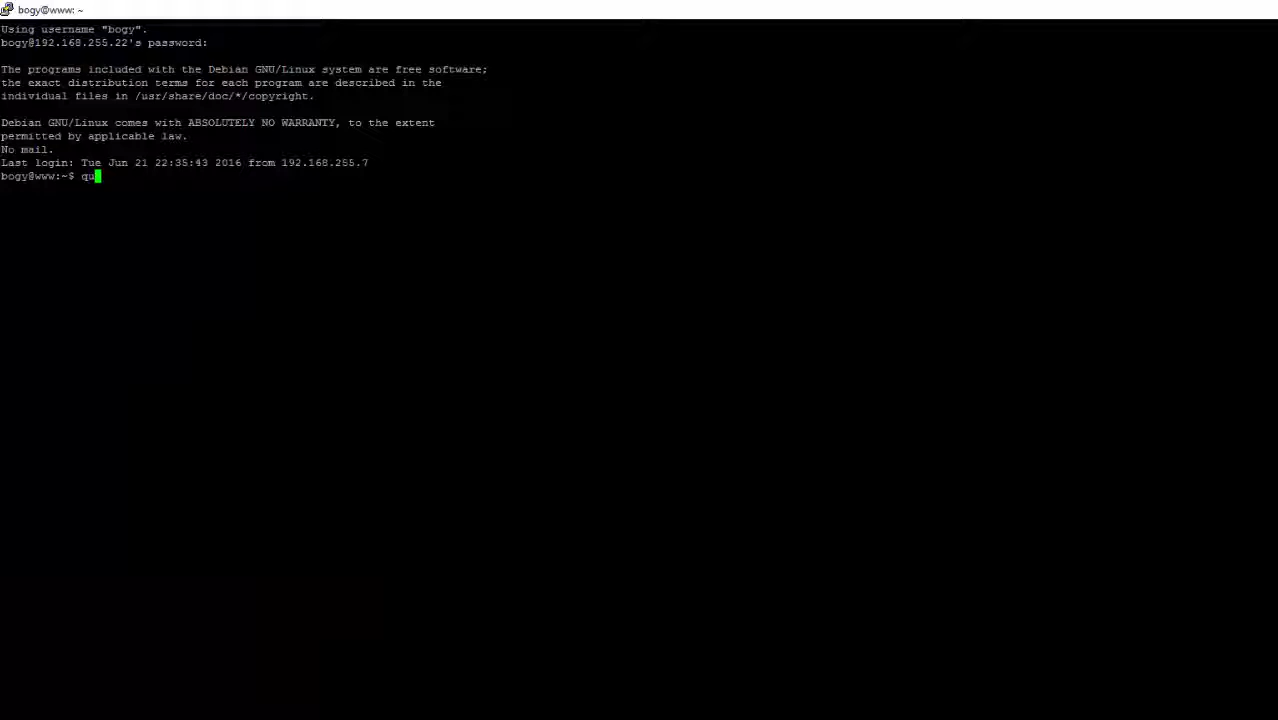 bogy@www: ~
Using username "bogy".
bogy@192.168.255.22's password:
The programs included with the Debian GNU/Linux system are free software;
the exact distribution terms for each program are described in the
individual files in /usr/share/doc/*/copyright.
Debian GNU/Linux comes with ABSOLUTELY NO WARRANTY, to the extent
permitted by applicable law.
No mail.
Last login: Tue Jun 21 22:35:43 2016 from 192.168.255.7
bogy@www:~$ qu